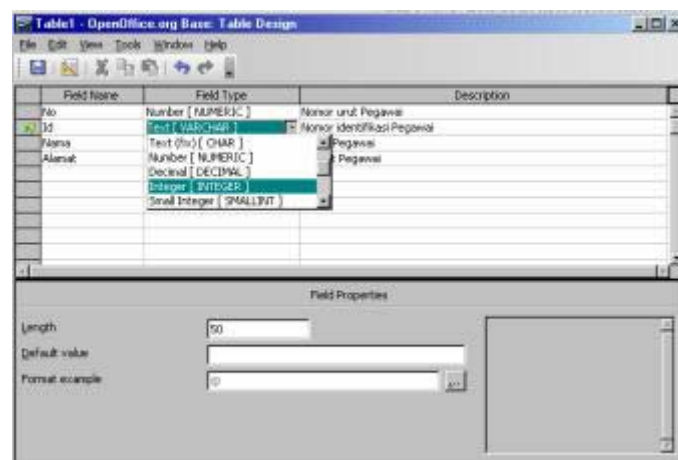 Table1 - OpenOffice.org Base: Table Design
File Edit View Tools Window Help
Field Name Field Type Description
No Number [ NUMERIC ] Nomor urut Pegawai
Id Text [ VARCHAR ] Nomor identifikasi Pegawai
Nama Text (fix) [ CHAR ] Pegawai
Alamat Number [ NUMERIC ] Pegawai
Decimal [ DECIMAL ]
Integer [ INTEGER ]
Small Integer [ SMALLINT ]
Field Properties
Length 50
Default value
Format example @ ...